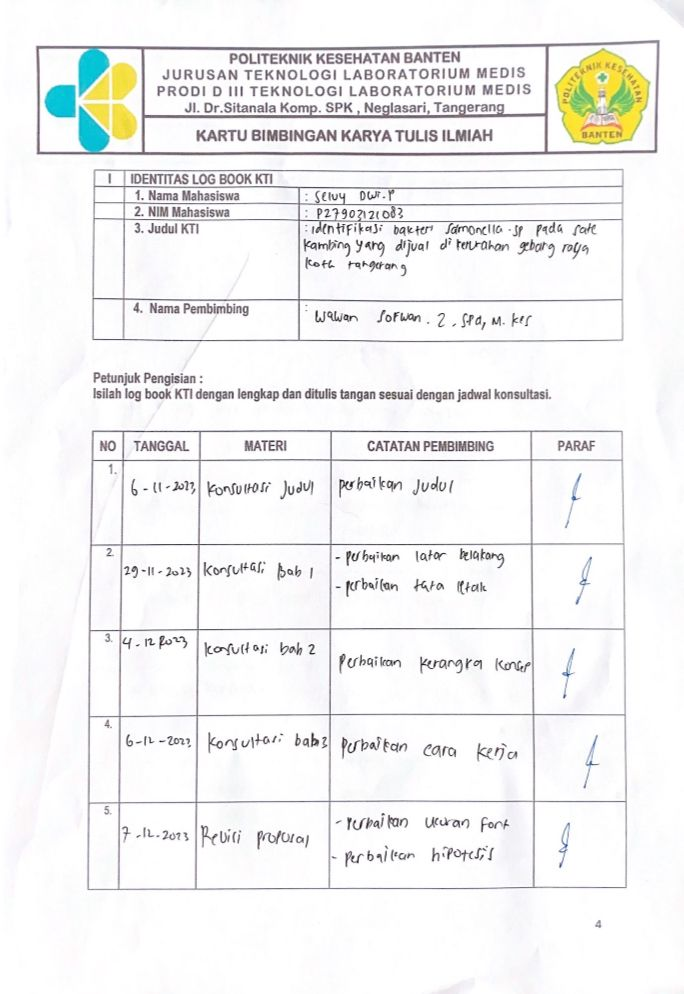 POLITEKNIK KESEHATAN BANTEN
JURUSAN TEKNOLOGI LABORATORIUM MEDIS
PRODI D III TEKNOLOGI LABORATORIUM MEDIS
Jl. Dr.Sitanala Komp. SPK , Neglasari, Tangerang
KARTU BIMBINGAN KARYA TULIS ILMIAH
POLITEKNIK KESEHATAN
BANTEN
I IDENTITAS LOG BOOK KTI
1. Nama Mahasiswa : Selvy Dwi.P
2. NIM Mahasiswa : P27903121083
3. Judul KTI : identifikasi bakteri Salmonella.sp pada sate
kambing yang dijual di kelurahan gebang raya
kota tangerang
4. Nama Pembimbing :
Wawan Sofwan. Z, SPd, M. Kes
Petunjuk Pengisian :
Isilah log book KTI dengan lengkap dan ditulis tangan sesuai dengan jadwal konsultasi.
NO TANGGAL MATERI CATATAN PEMBIMBING PARAF
1. 6-11-2023 Konsultasi Judul perbaikan Judul
2. 29-11-2023 Konsultasi Bab 1 - perbaikan latar belakang
- perbaikan tata letak
3. 4-12 2023 konsultasi bab 2 perbaikan kerangka konsep
4. 6-12-2023 Konsultasi bab 3 perbaikan cara kerja
5. 7-12-2023 Revisi proposal - perbaikan ukuran font
- perbaikan hipotesis
4